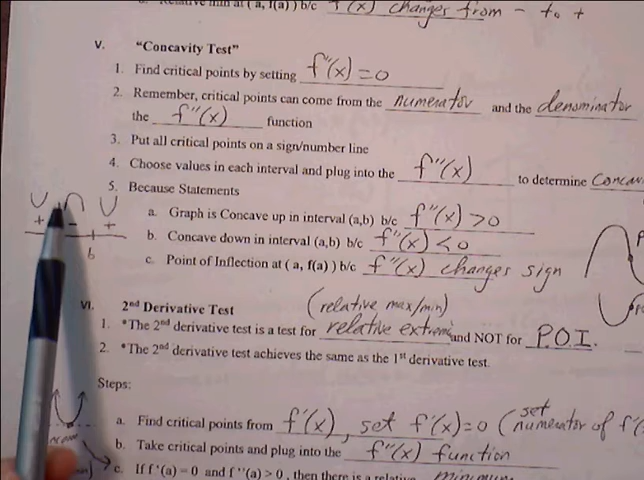 Relative min at ( a, f(a) ) b/c f'(x) changes from - to +
V. "Concavity Test"
1. Find critical points by setting f''(x) = 0
2. Remember, critical points can come from the numerator and the denominator
the f''(x) function
3. Put all critical points on a sign/number line
4. Choose values in each interval and plug into the f''(x) to determine
5. Because Statements
a. Graph is Concave up in interval (a,b) b/c f''(x) > 0
b. Concave down in interval (a,b) b/c f''(x) < 0
c. Point of Inflection at ( a, f(a) ) b/c f''(x) changes sign
+ - +
b
VI. 2nd Derivative Test (relative max/min)
1. *The 2nd derivative test is a test for relative extrema and NOT for P.O.I.
2. *The 2nd derivative test achieves the same as the 1st derivative test.
Steps:
a. Find critical points from f'(x), set f'(x)=0 (set numerator of
b. Take critical points and plug into the f''(x) function
c. If f'(a) = 0 and f''(a) > 0, then there is a relative minimum